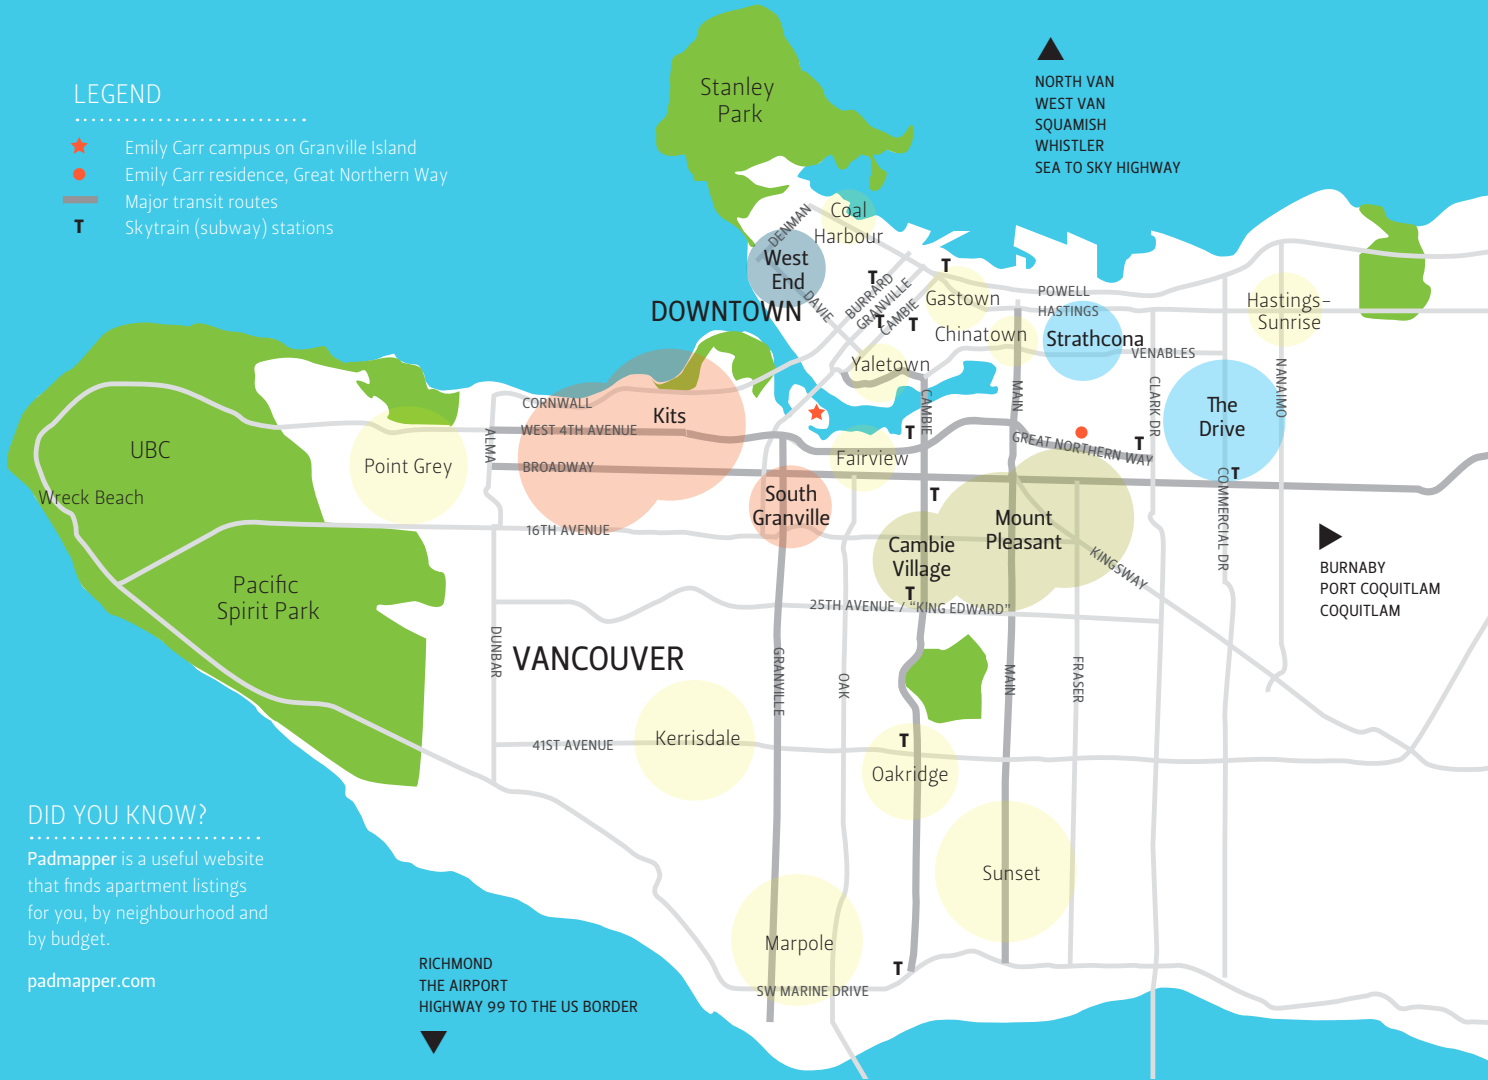 LEGEND
Emily Carr campus on Granville Island
Emily Carr residence, Great Northern Way
Major transit routes
T Skytrain (subway) stations
Stanley
Park
NORTH VAN
WEST VAN
SQUAMISH
WHISTLER
SEA TO SKY HIGHWAY
DENMAN
Coal
Harbour
West
End
DOWNTOWN
DAVIE
BURRARD
GRANVILLE
CAMBIE
T
T
T
T
Gastown
POWELL
HASTINGS
Chinatown
Strathcona
VENABLES
Hastings–
Sunrise
NANAIMO
Yaletown
CORNWALL
Kits
WEST 4TH AVENUE
BROADWAY
ALMA
UBC
Wreck Beach
Point Grey
CAMBIE
T
MAIN
GREAT NORTHERN WAY
T
CLARK DR
The
Drive
T
COMMERCIAL DR
Fairview
South
Granville
T
Mount
Pleasant
Cambie
Village
T
16TH AVENUE
KINGSWAY
25TH AVENUE / "KING EDWARD"
BURNABY
PORT COQUITLAM
COQUITLAM
Pacific
Spirit Park
DUNBAR
VANCOUVER
GRANVILLE
OAK
MAIN
FRASER
41ST AVENUE
Kerrisdale
T
Oakridge
Sunset
Marpole
T
SW MARINE DRIVE
DID YOU KNOW?
Padmapper is a useful website
that finds apartment listings
for you, by neighbourhood and
by budget.
padmapper.com
RICHMOND
THE AIRPORT
HIGHWAY 99 TO THE US BORDER